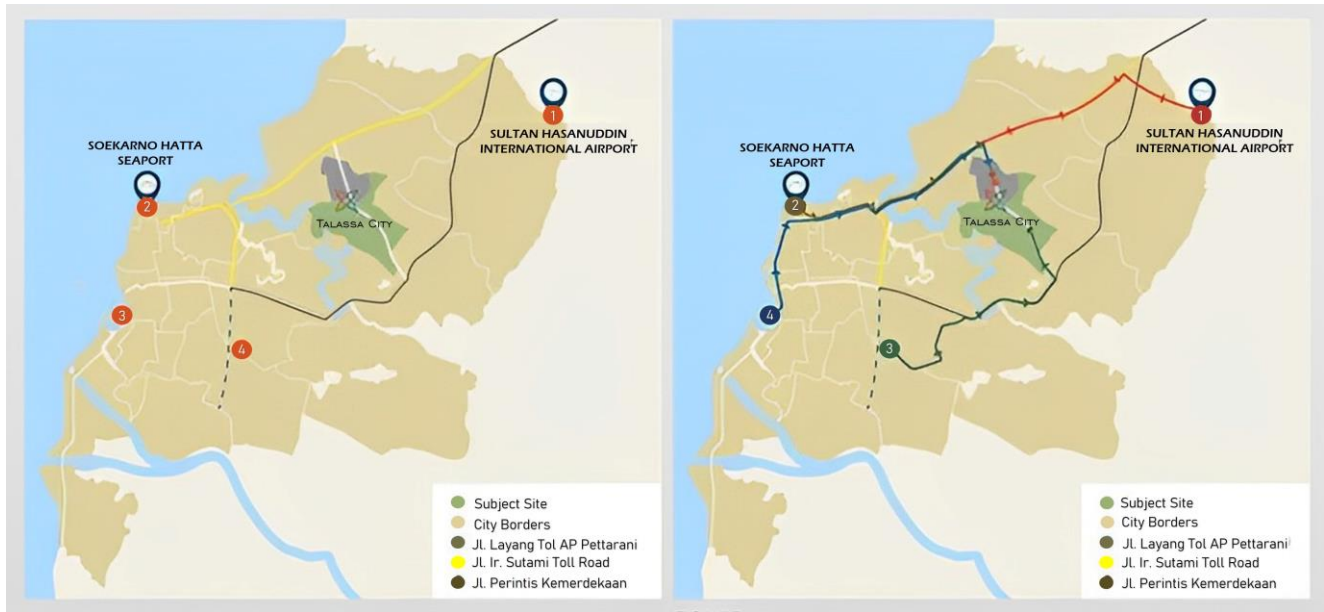 1
SULTAN HASANUDDIN
INTERNATIONAL AIRPORT
SOEKARNO HATTA
SEAPORT
2
TALASSA CITY
3
4
Subject Site
City Borders
Jl. Layang Tol AP Pettarani
Jl. Ir. Sutami Toll Road
Jl. Perintis Kemerdekaan
1
SULTAN HASANUDDIN
INTERNATIONAL AIRPORT
SOEKARNO HATTA
SEAPORT
2
TALASSA CITY
4
3
Subject Site
City Borders
Jl. Layang Tol AP Pettarani
Jl. Ir. Sutami Toll Road
Jl. Perintis Kemerdekaan